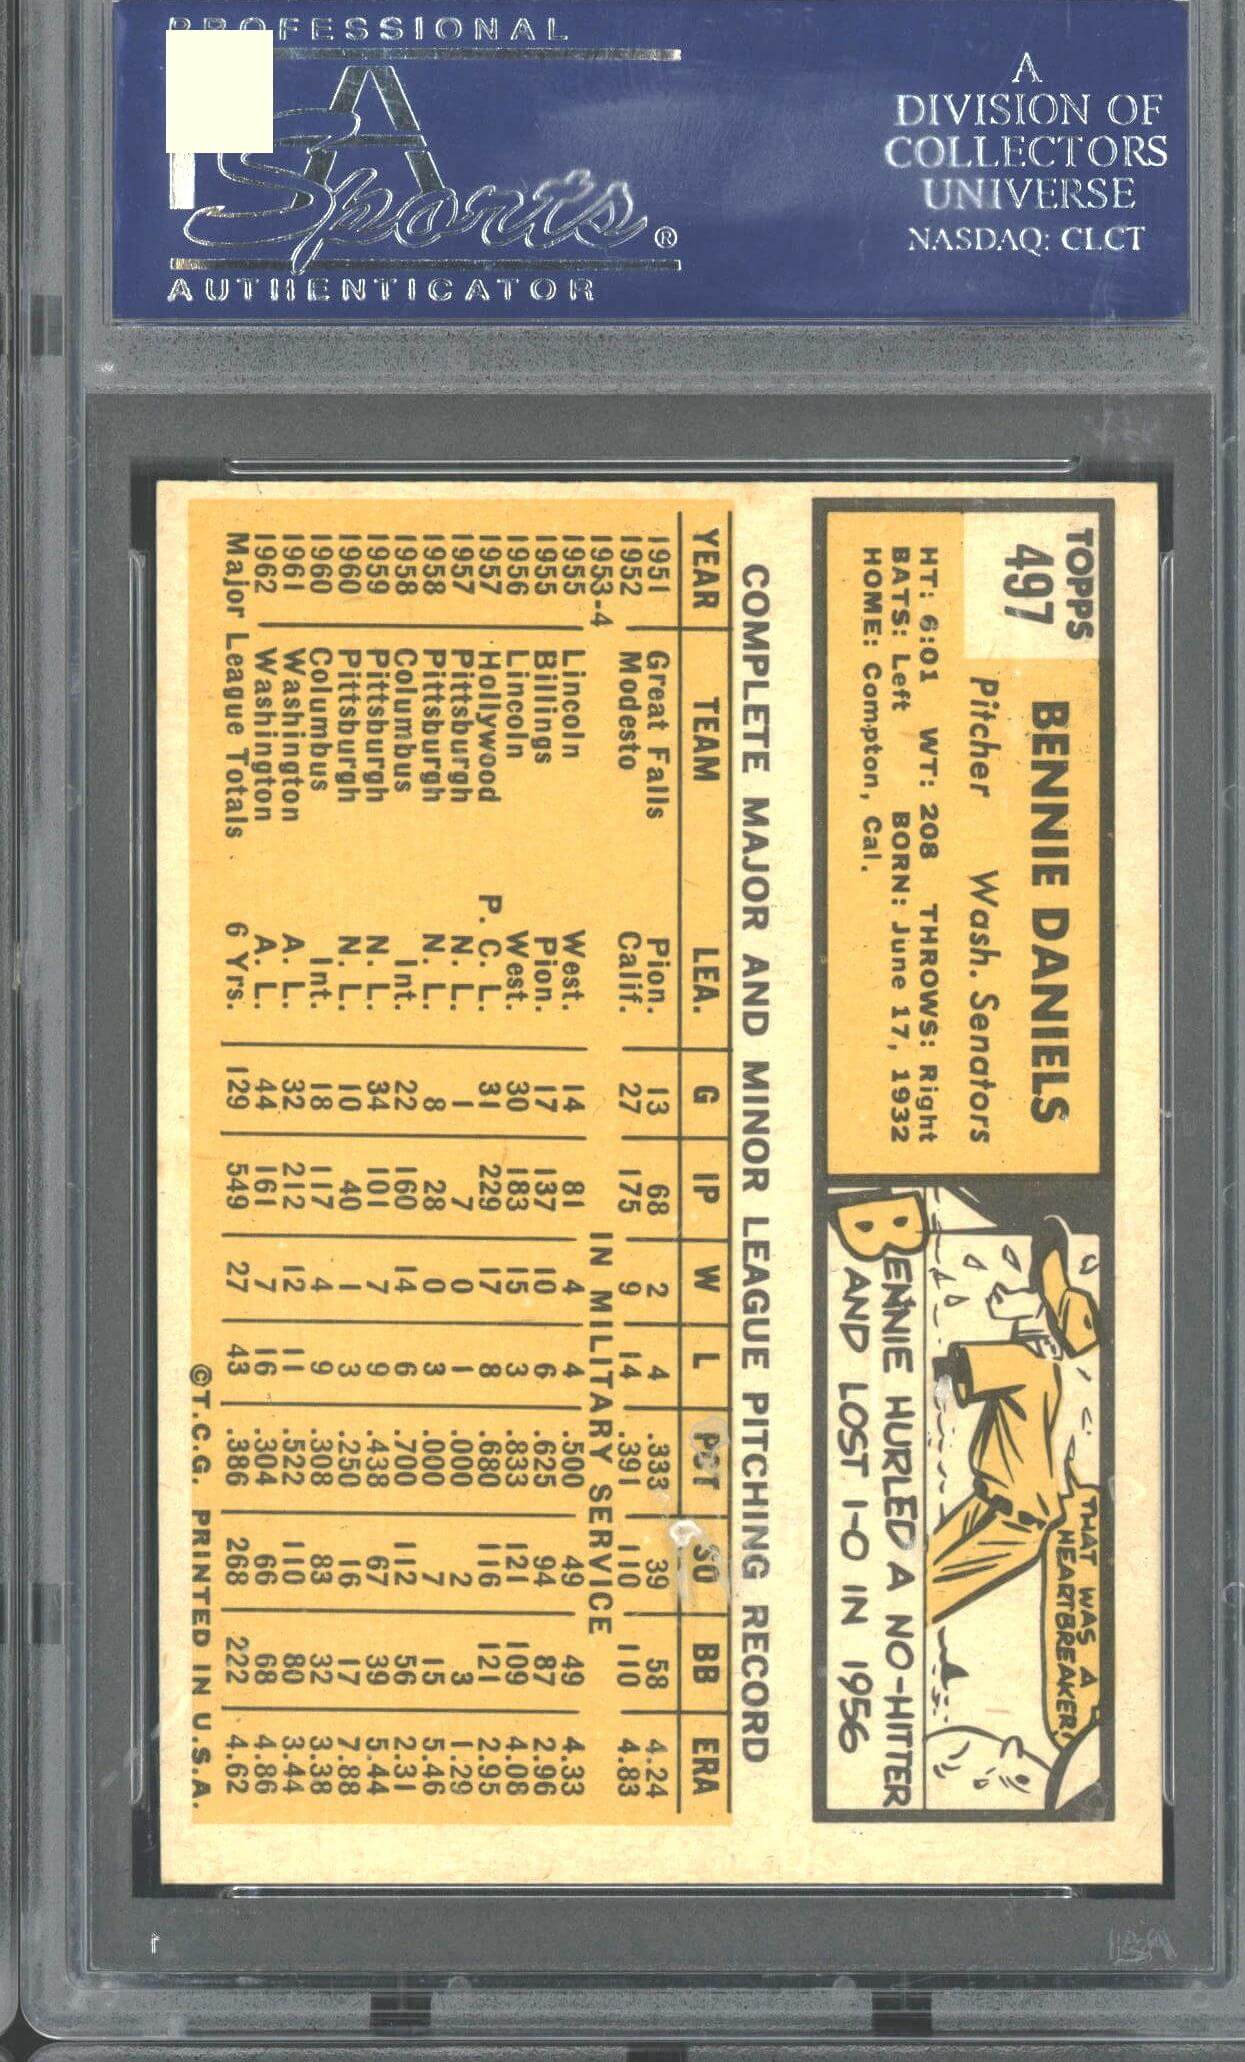 PROFESSIONAL
Sports®
AUTHENTICATOR
A
DIVISION OF
COLLECTORS
UNIVERSE
NASDAQ: CLCT
TOPPS
497
BENNIE DANIELS
Pitcher Wash. Senators
HT: 6:01 WT: 208 THROWS: Right
BATS: Left BORN: June 17, 1932
HOME: Compton, Cal.
THAT WAS A
HEARTBREAKER!
BENNIE HURLED A NO-HITTER
AND LOST 1-0 IN 1956
COMPLETE MAJOR AND MINOR LEAGUE PITCHING RECORD
YEAR TEAM LEA. G IP W L PCT SO BB ERA
1951 Great Falls Pion. 13 68 2 4 .333 39 58 4.24
1952 Modesto Calif. 27 175 9 14 .391 110 110 4.83
1953-4 IN MILITARY SERVICE
1955 Lincoln West. 14 81 4 4 .500 49 49 4.33
1955 Billings Pion. 17 137 10 6 .625 94 87 2.96
1956 Lincoln West. 30 183 15 3 .833 121 109 4.08
1957 Hollywood P. C. L. 31 229 17 8 .680 116 121 2.95
1957 Pittsburgh N. L. 1 7 0 1 .000 2 3 1.29
1958 Pittsburgh N. L. 8 28 0 3 .000 7 15 5.46
1958 Columbus Int. 22 160 14 6 .700 112 56 2.31
1959 Pittsburgh N. L. 34 101 7 9 .438 67 39 5.44
1960 Pittsburgh N. L. 10 40 1 3 .250 16 17 7.88
1960 Columbus Int. 18 117 4 9 .308 83 32 3.38
1961 Washington A. L. 32 212 12 11 .522 110 80 3.44
1962 Washington A. L. 44 161 7 16 .304 66 68 4.86
Major League Totals 6 Yrs. 129 549 27 43 .386 268 222 4.62
©T.C.G. PRINTED IN U.S.A.